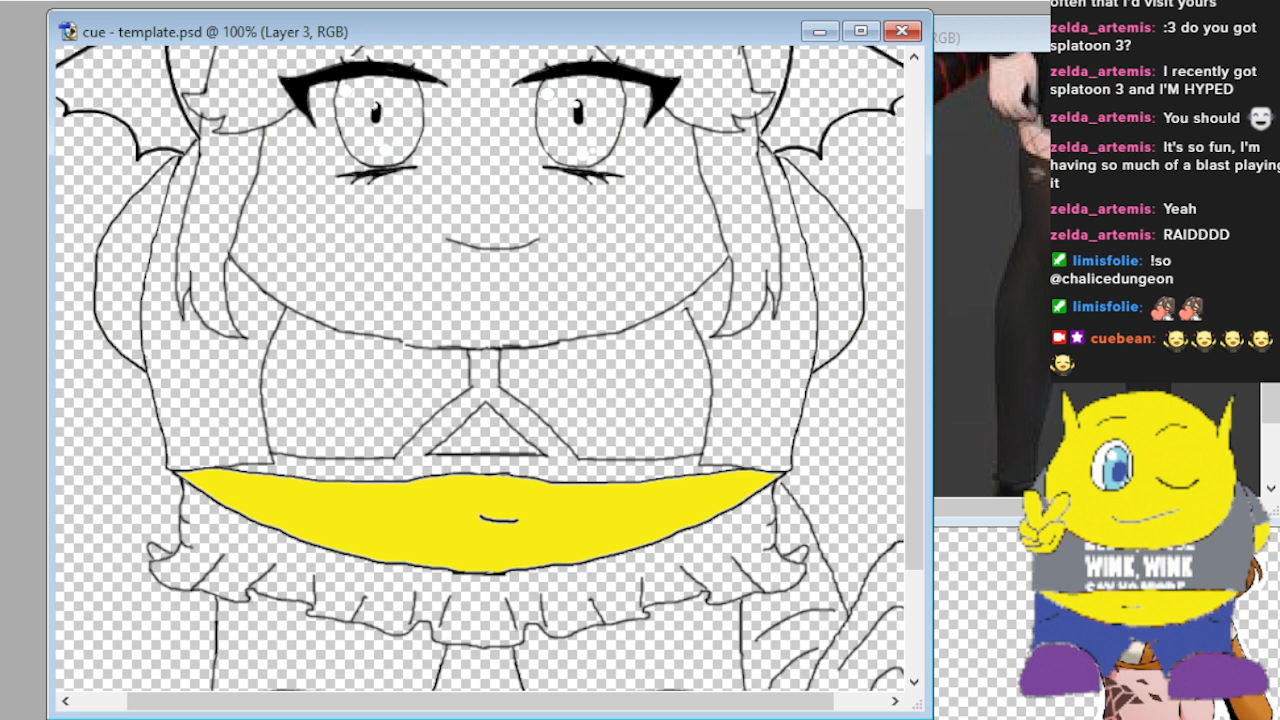 cue - template.psd @ 100% (Layer 3, RGB)
RGB)
often that I'd visit yours
zelda_artemis: :3 do you got
splatoon 3?
zelda_artemis: I recently got
splatoon 3 and I'M HYPED
zelda_artemis: You should
zelda_artemis: It's so fun, I'm
having so much of a blast playing
it
zelda_artemis: Yeah
zelda_artemis: RAIDDDD
limisfolie: !so
@chalicedungeon
limisfolie:
cuebean:
WINK, WINK